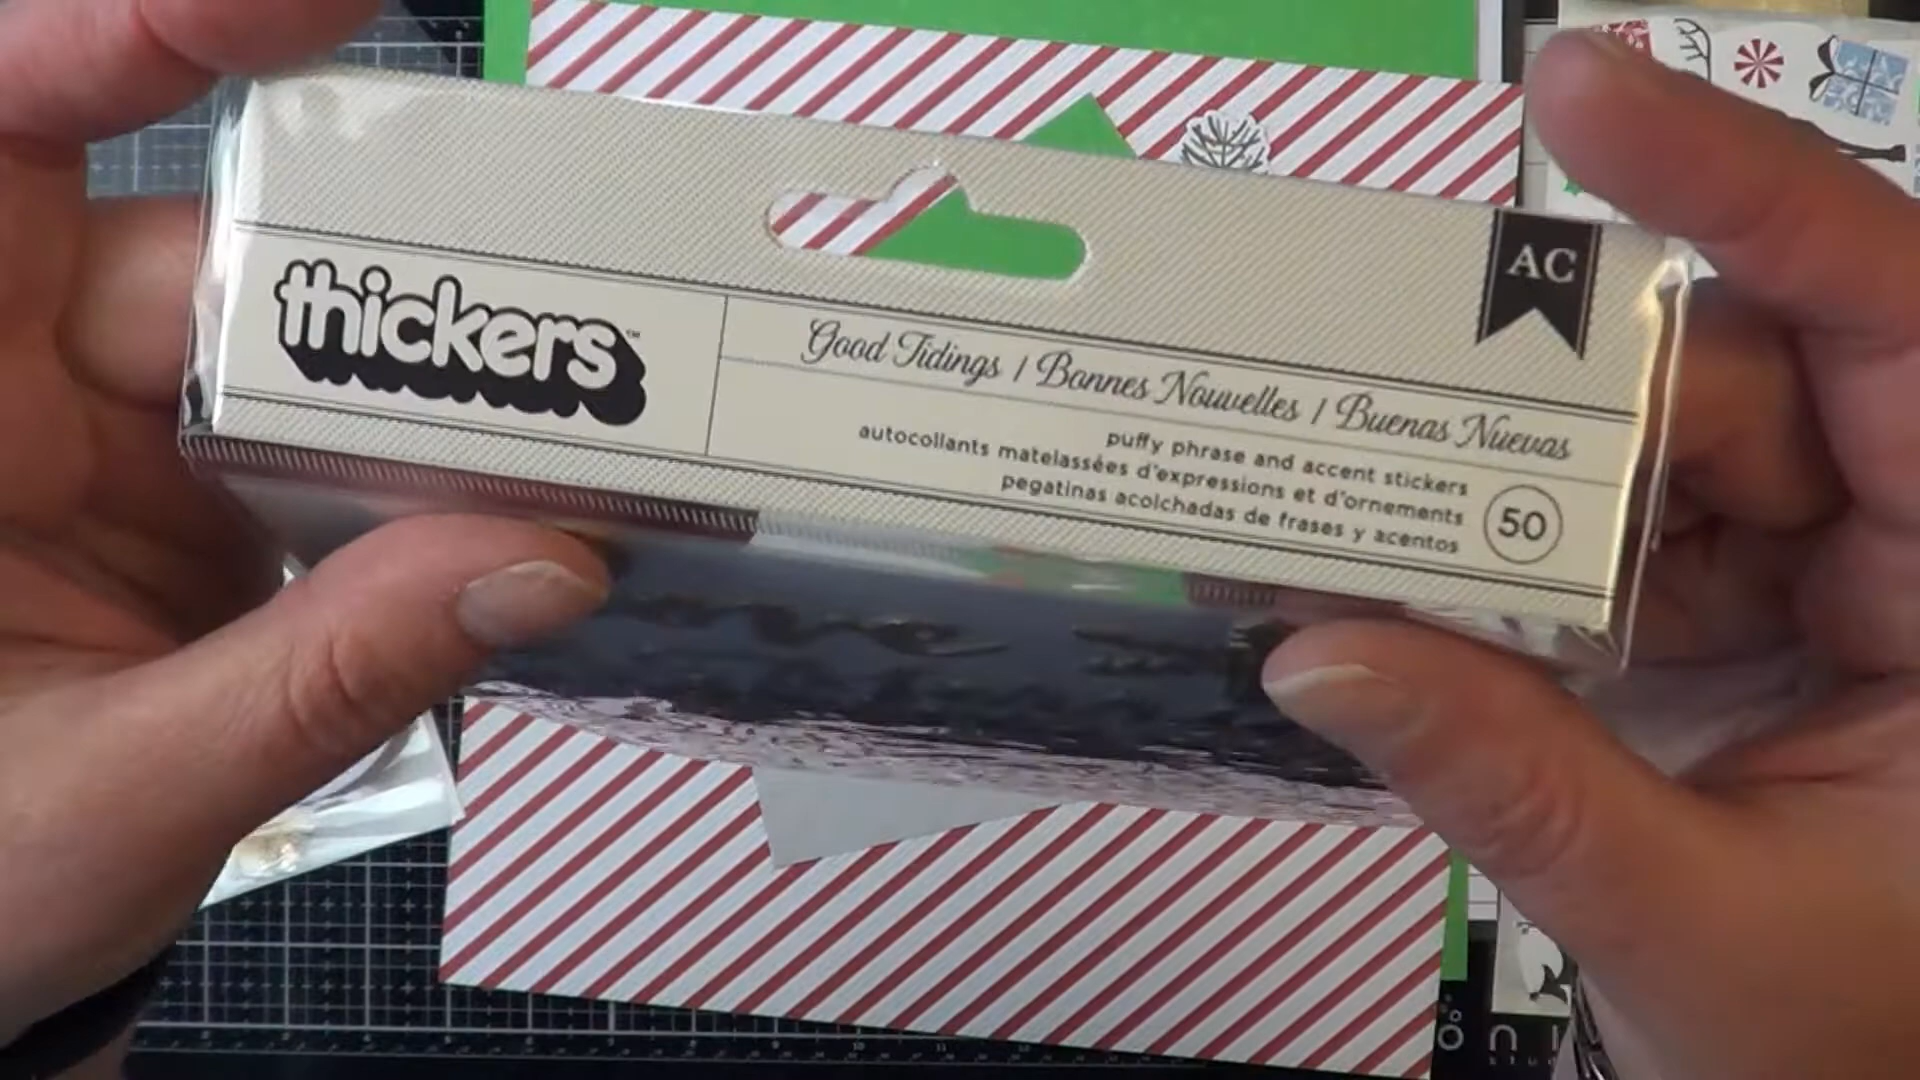 AC
thickers™
Good Tidings / Bonnes Nouvelles / Buenas Nuevas
puffy phrase and accent stickers
autocollants matelassées d'expressions et d'ornements
pegatinas acolchadas de frases y acentos
50